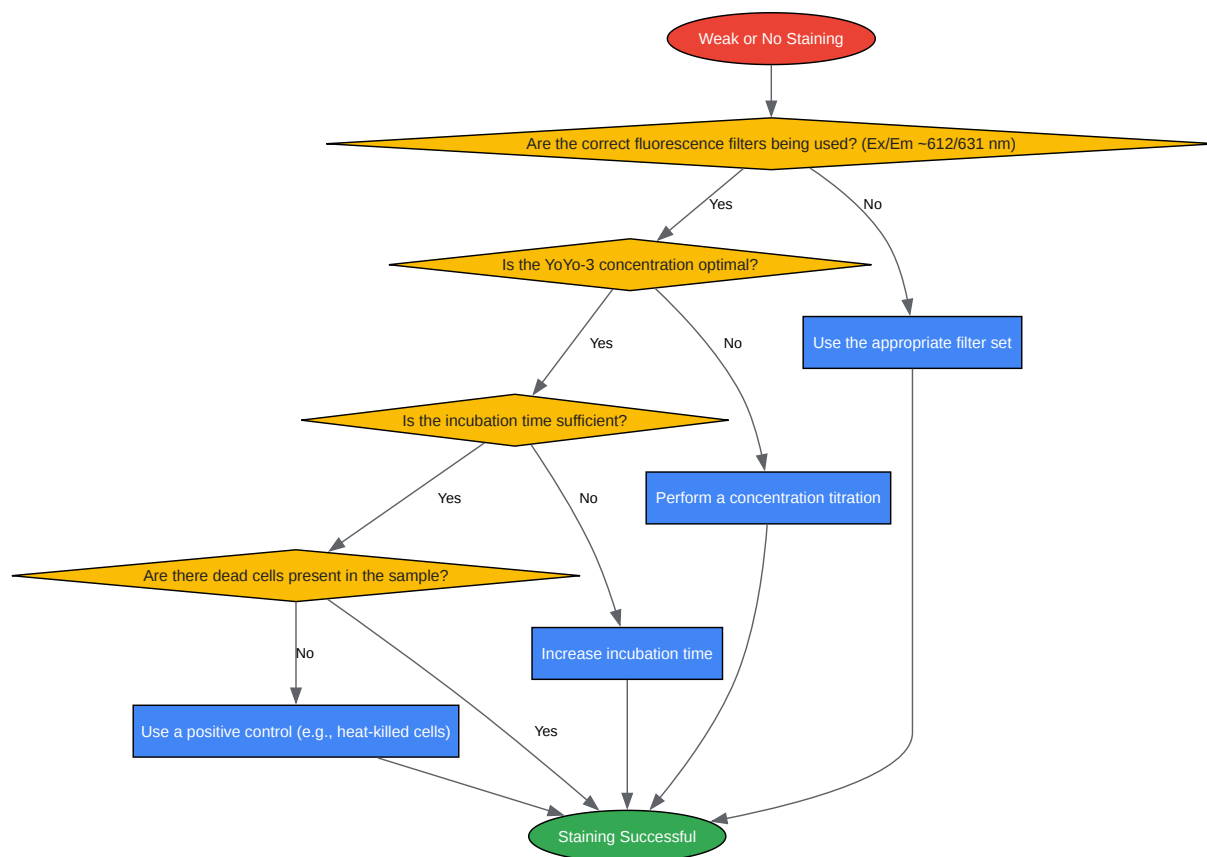 Weak or No Staining
Are the correct fluorescence filters being used? (Ex/Em ~612/631 nm)
Yes
No
Is the YoYo-3 concentration optimal?
Use the appropriate filter set
Yes
No
Is the incubation time sufficient?
Perform a concentration titration
Yes
No
Are there dead cells present in the sample?
Increase incubation time
No
Use a positive control (e.g., heat-killed cells)
Yes
Staining Successful